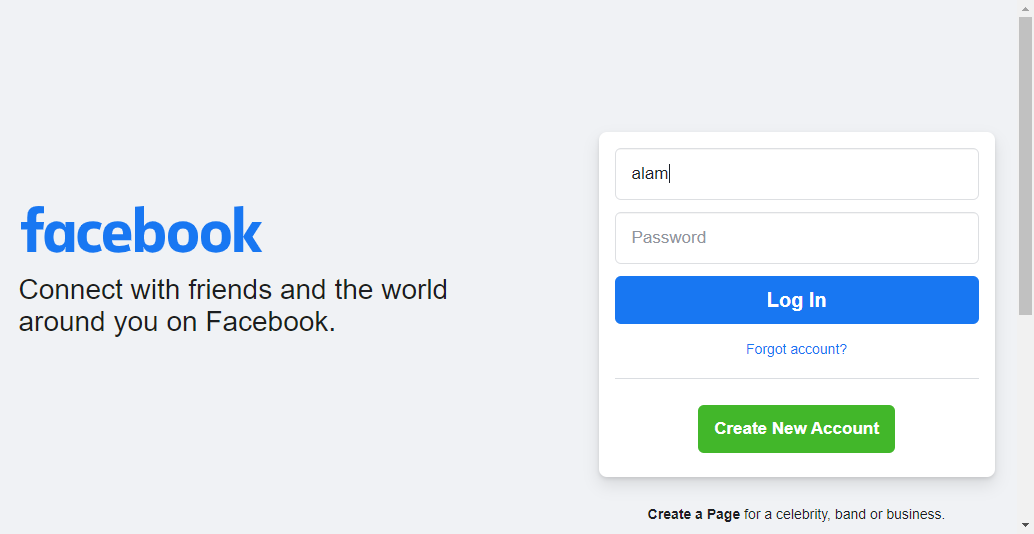 facebook
Connect with friends and the world
around you on Facebook.
alam
Password
Log In
Forgot account?
Create New Account
Create a Page for a celebrity, band or business.